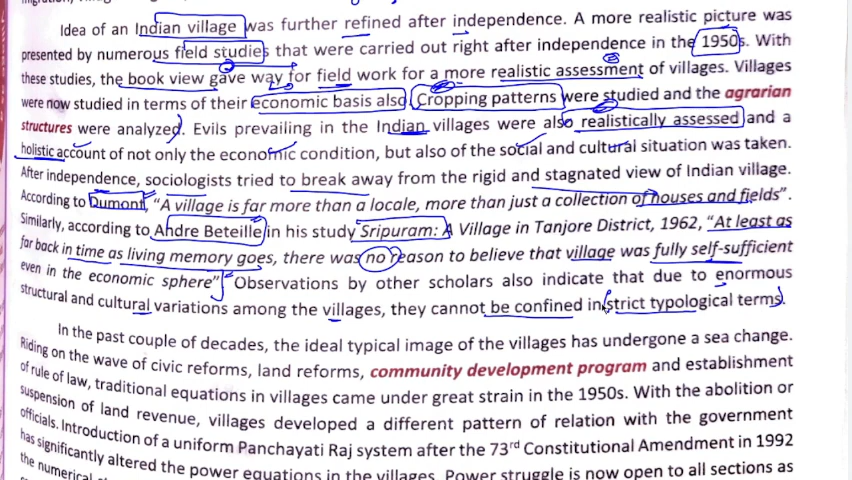 Idea of an Indian village was further refined after independence. A more realistic picture was
presented by numerous field studies that were carried out right after independence in the 1950s. With
these studies, the book view gave way for field work for a more realistic assessment of villages. Villages
were now studied in terms of their economic basis also. Cropping patterns were studied and the agrarian
structures were analyzed. Evils prevailing in the Indian villages were also realistically assessed and a
holistic account of not only the economic condition, but also of the social and cultural situation was taken.
After independence, sociologists tried to break away from the rigid and stagnated view of Indian village.
According to Dumont, “A village is far more than a locale, more than just a collection of houses and fields”.
Similarly, according to Andre Beteille in his study Sripuram: A Village in Tanjore District, 1962, “At least as
far back in time as living memory goes, there was no reason to believe that village was fully self-sufficient
even in the economic sphere”. Observations by other scholars also indicate that due to enormous
structural and cultural variations among the villages, they cannot be confined in strict typological terms.
In the past couple of decades, the ideal typical image of the villages has undergone a sea change.
Riding on the wave of civic reforms, land reforms, community development program and establishment
of rule of law, traditional equations in villages came under great strain in the 1950s. With the abolition or
suspension of land revenue, villages developed a different pattern of relation with the government
officials. Introduction of a uniform Panchayati Raj system after the 73rd Constitutional Amendment in 1992
has significantly altered the power equations in the villages. Power struggle is now open to all sections as
the numerical